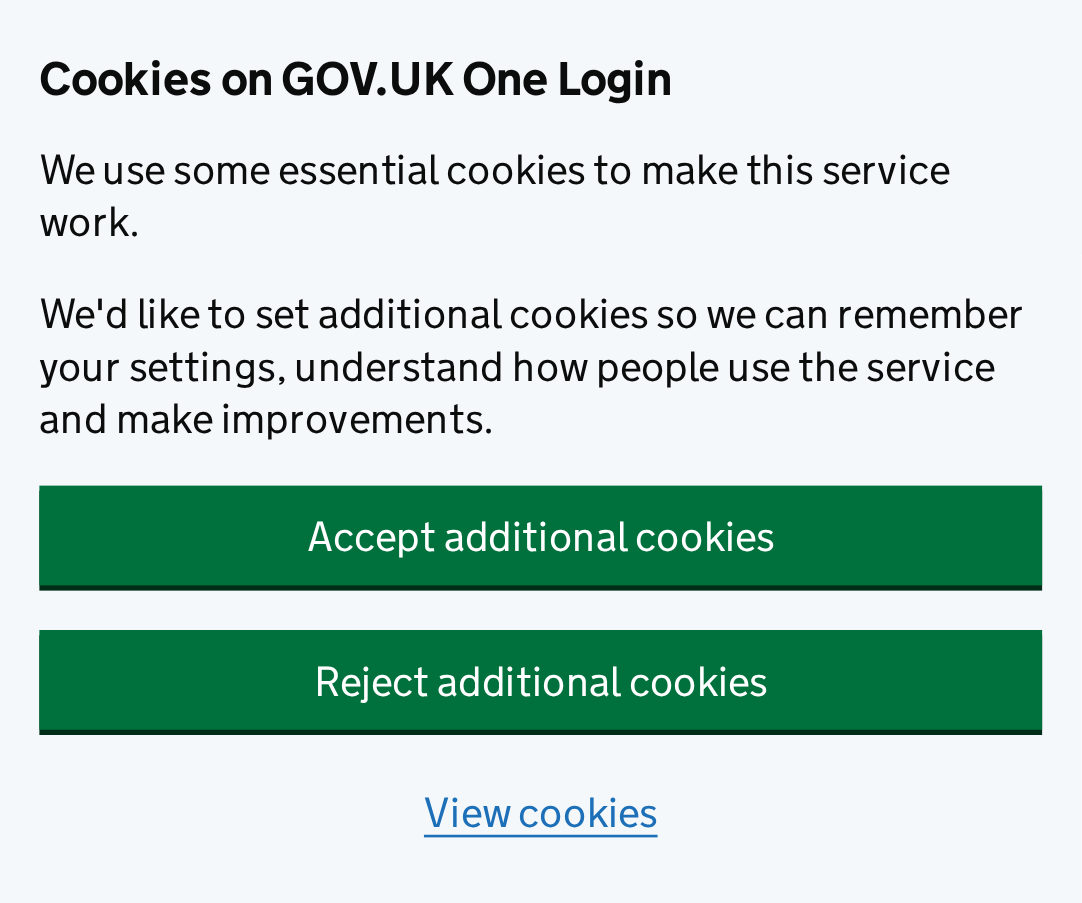 Cookies on GOV.UK One Login
We use some essential cookies to make this service
work.
We'd like to set additional cookies so we can remember
your settings, understand how people use the service
and make improvements.
Accept additional cookies
Reject additional cookies
View cookies